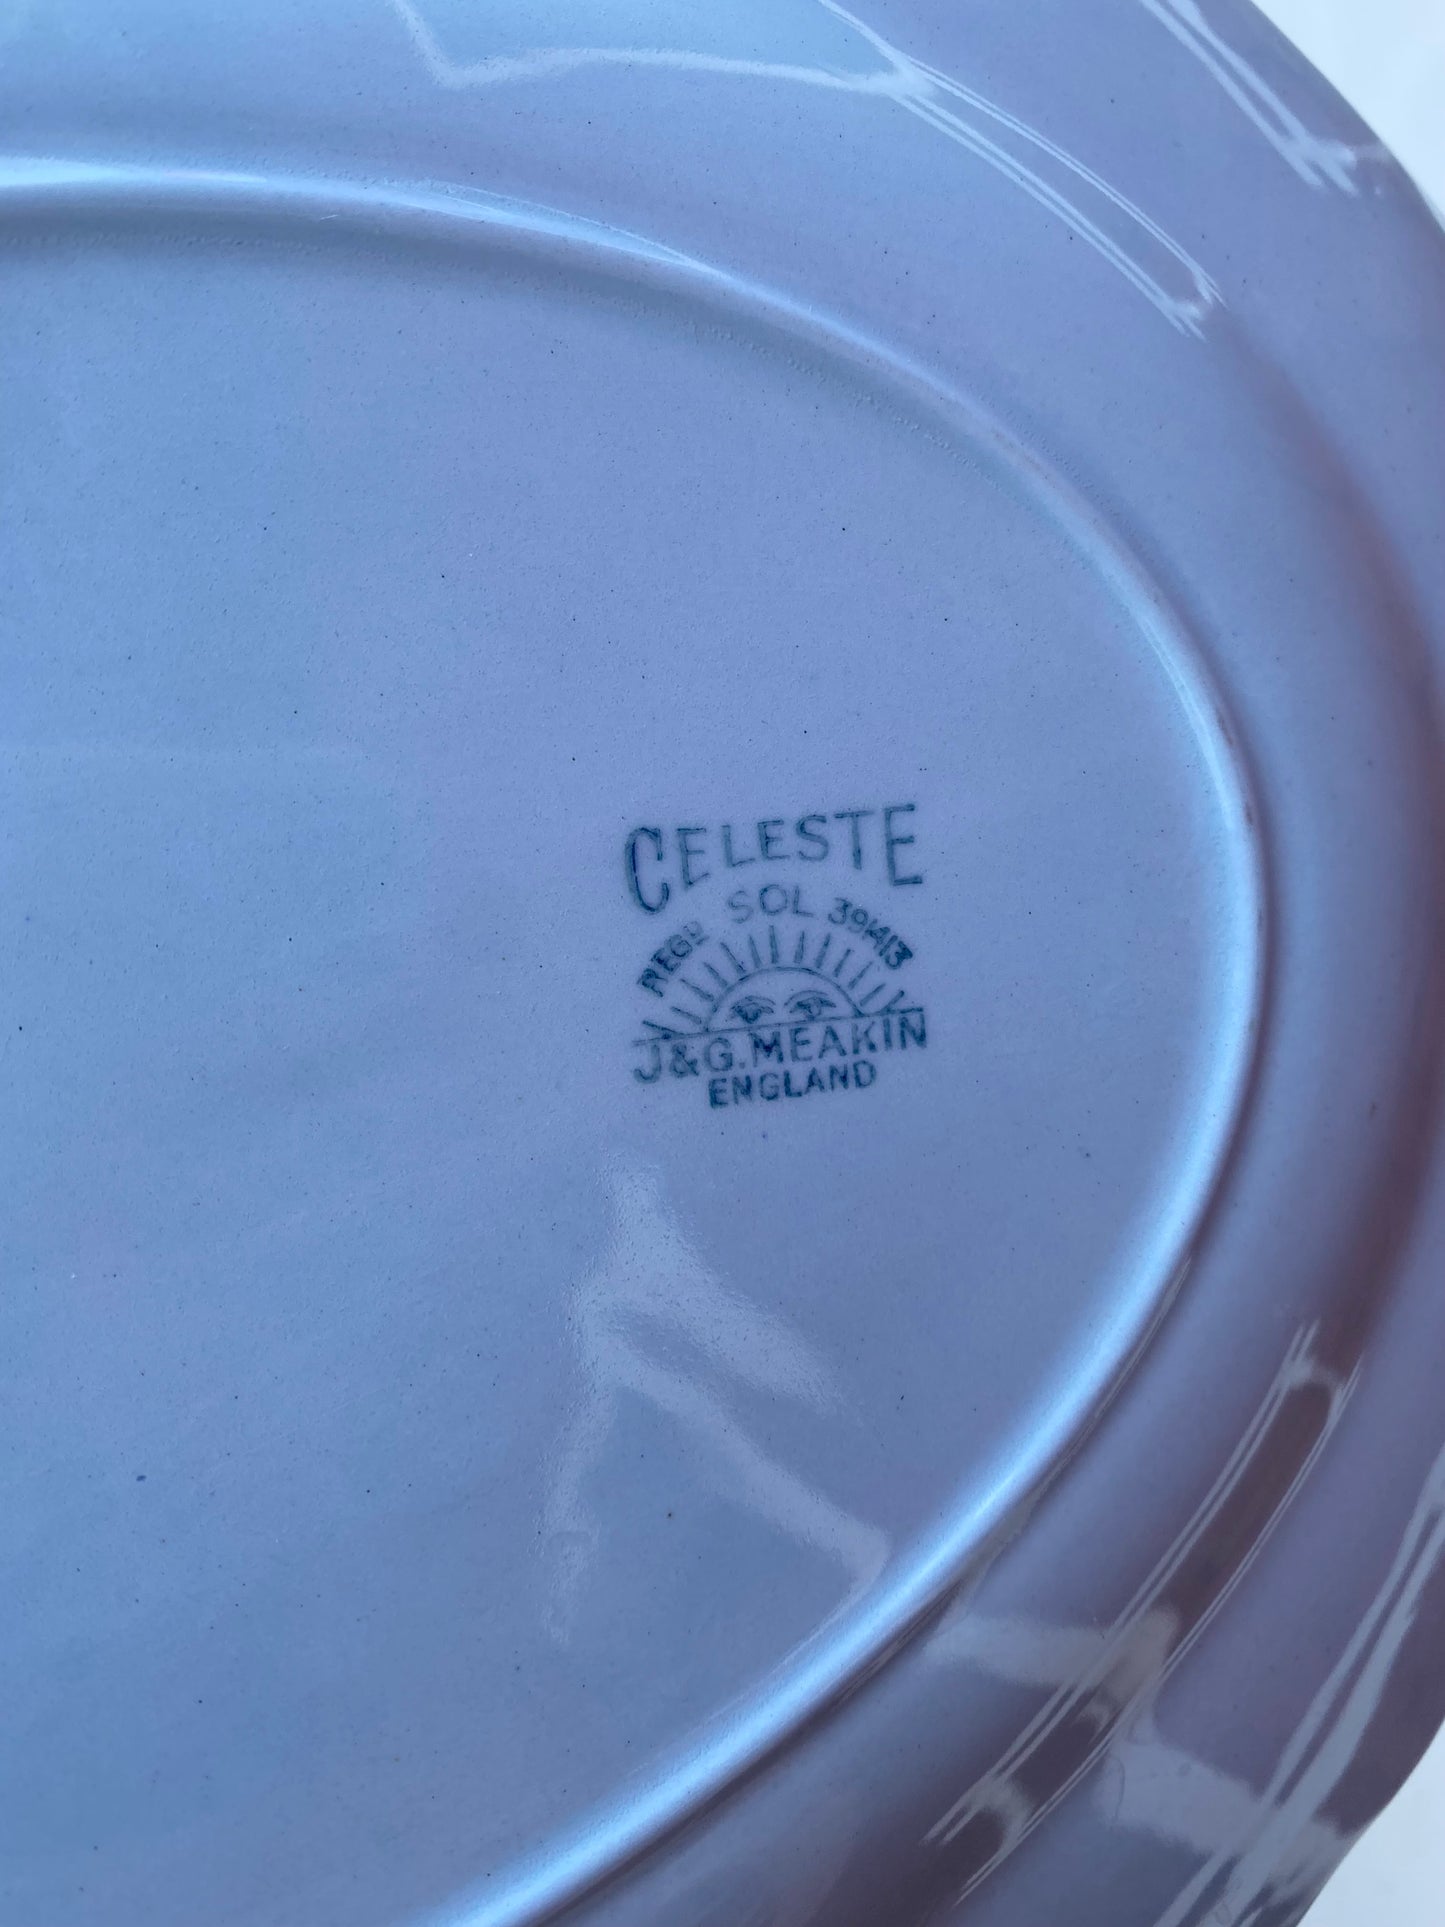 CELESTE
SOL
REGD 391413
J&G. MEAKIN
ENGLAND